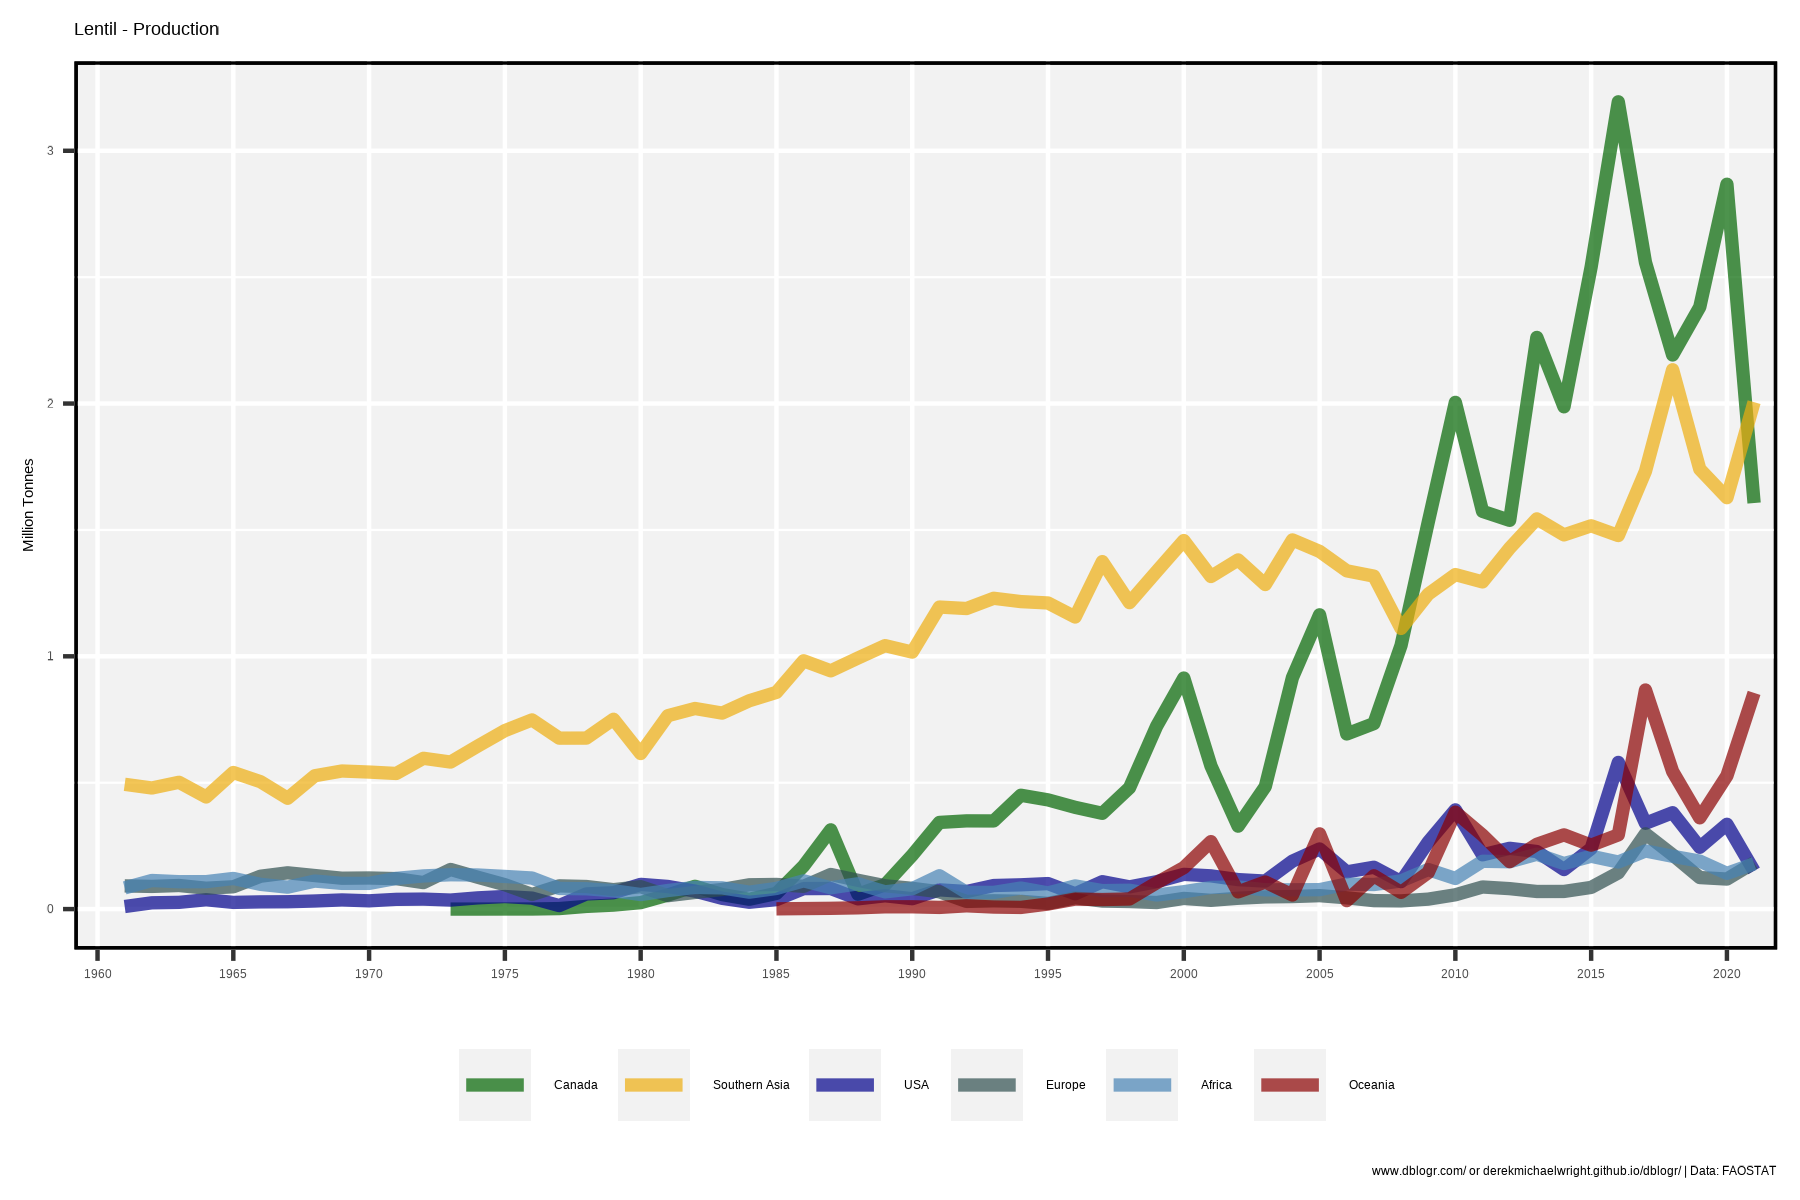 Lentil - Production
Million Tonnes
3
2
1
0
1960 1965 1970 1975 1980 1985 1990 1995 2000 2005 2010 2015 2020
Canada Southern Asia USA Europe Africa Oceania
www.dblogr.com/ or derekmichaelwright.github.io/dblogr/ | Data: FAOSTAT